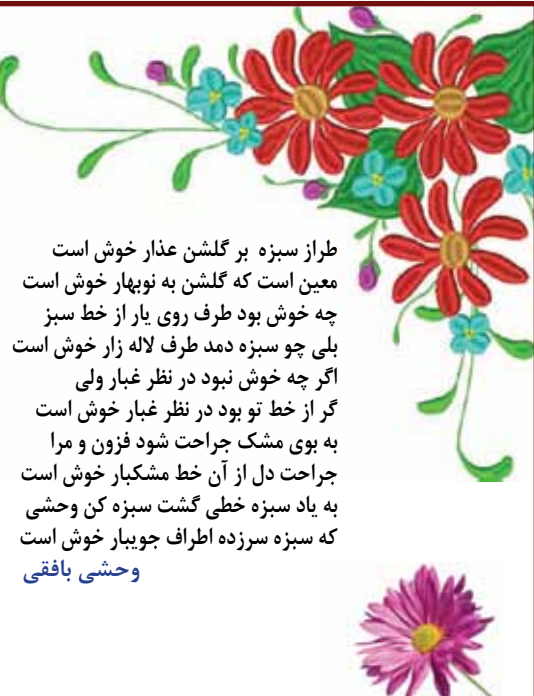 طراز سبزه بر گلشن عذار خوش است
معین است که گلشن به نوبهار خوش است
چه خوش بود طرف روی یار از خط سبز
بلی چو سبزه دمد طرف لاله زار خوش است
اگر چه خوش نبود در نظر غبار ولی
گر از خط تو بود در نظر غبار خوش است
به بوی مشک جراحت شود فزون و مرا
جراحت دل از آن خط مشکبار خوش است
به یاد سبزه خطی گشت سبزه کن وحشی
که سبزه سرزده اطراف جویبار خوش است
وحشی بافقی